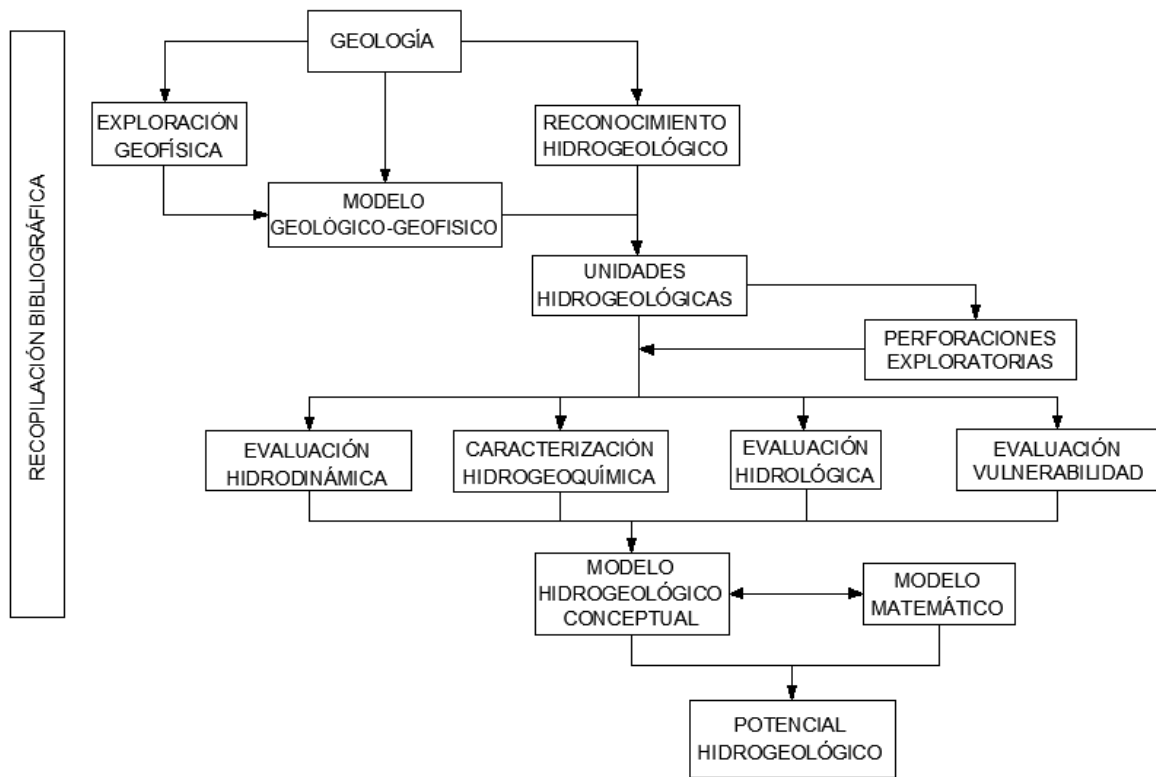 RECOPILACIÓN BIBLIOGRÁFICA
GEOLOGÍA
EXPLORACIÓN
GEOFÍSICA
RECONOCIMIENTO
HIDROGEOLÓGICO
MODELO
GEOLÓGICO-GEOFISICO
UNIDADES
HIDROGEOLÓGICAS
PERFORACIONES
EXPLORATORIAS
EVALUACIÓN
HIDRODINÁMICA
CARACTERIZACIÓN
HIDROGEOQUÍMICA
EVALUACIÓN
HIDROLÓGICA
EVALUACIÓN
VULNERABILIDAD
MODELO
HIDROGEOLÓGICO
CONCEPTUAL
MODELO
MATEMÁTICO
POTENCIAL
HIDROGEOLÓGICO